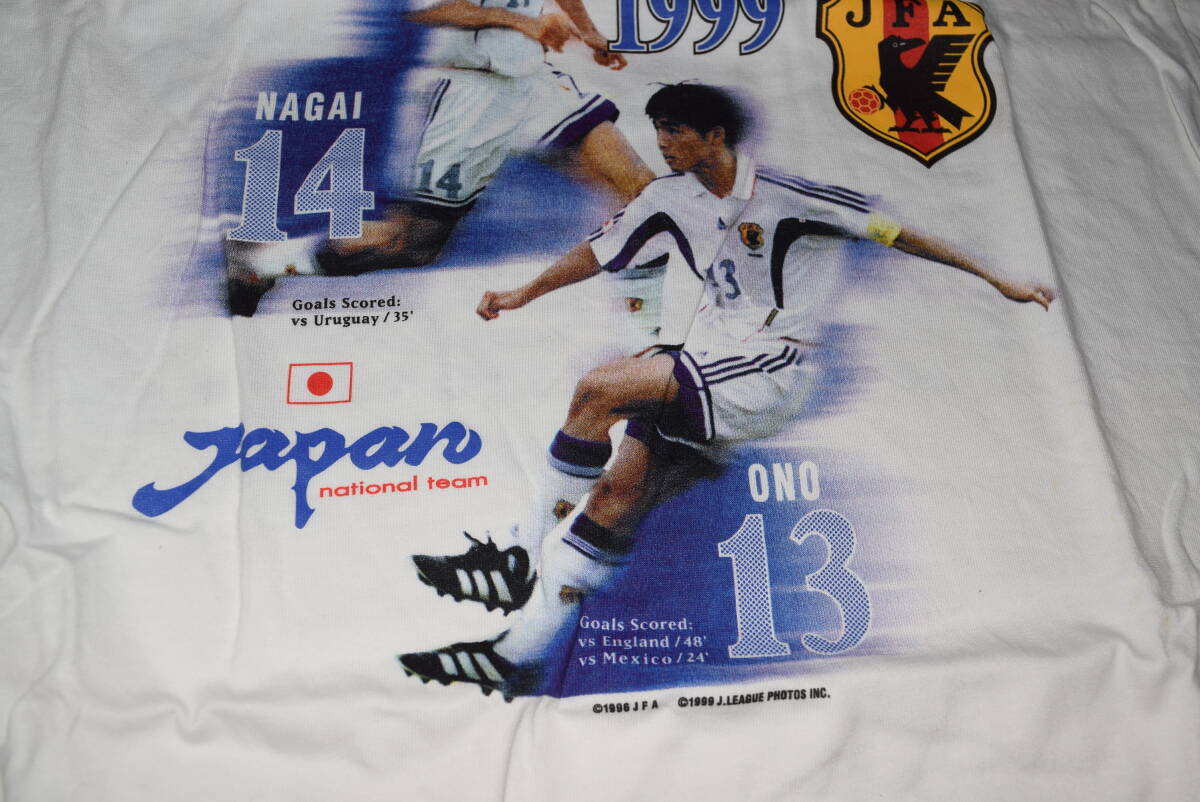 1999
JFA
NAGAI
14
14
Goals Scored:
vs Uruguay / 35'
13
Japan
national team
ONO
13
Goals Scored:
vs England / 48'
vs Mexico / 24'
©1996 J F A ©1999 J.LEAGUE PHOTOS INC.